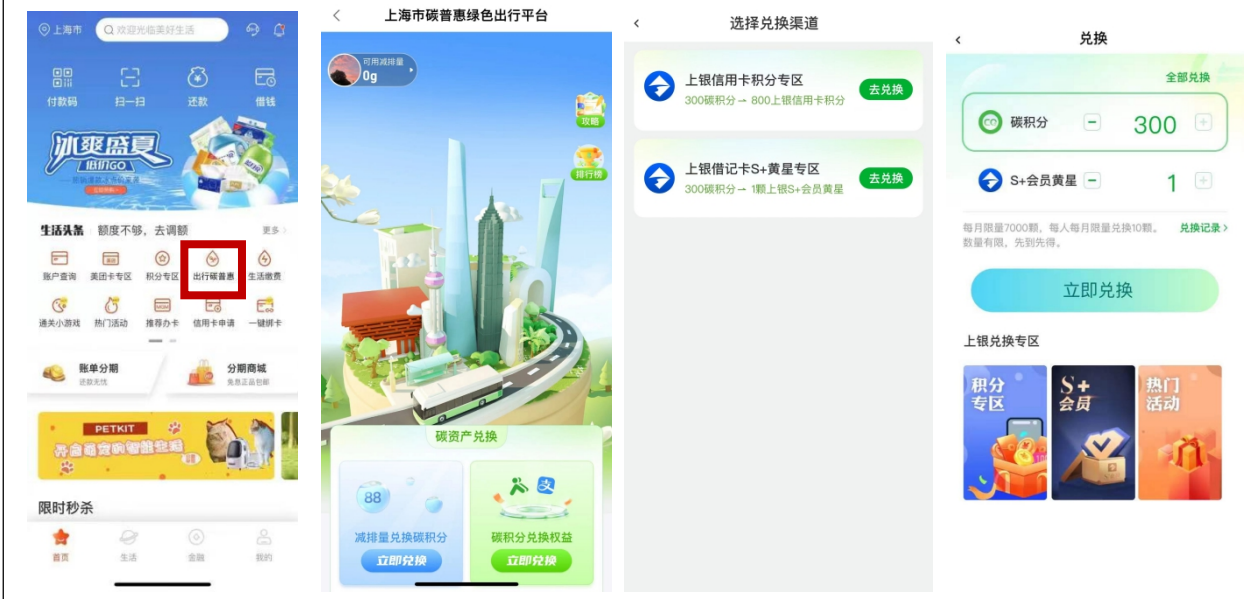 上海市
欢迎光临美好生活
付款码
扫一扫
还款
借钱
冰爽盛夏
低价GO
生活头条
额度不够，去调额
更多
账户查询
美团卡专区
积分专区
出行碳普惠
生活缴费
通关小游戏
热门活动
推荐办卡
信用卡申请
一键绑卡
账单分期
还款无忧
分期商城
免息正品包邮
PETKIT
开启萌宠的智能生活
限时秒杀
首页
生活
金融
我的
上海市碳普惠绿色出行平台
可用减排量
0g
攻略
排行榜
碳资产兑换
88
减排量兑换碳积分
立即兑换
碳积分兑换权益
立即兑换
选择兑换渠道
上银信用卡积分专区
300碳积分→ 800上银信用卡积分
去兑换
上银借记卡S+黄星专区
300碳积分→ 1颗上银S+会员黄星
去兑换
兑换
全部兑换
碳积分
300
S+会员黄星
1
每月限量7000颗，每人每月限量兑换10颗。
数量有限，先到先得。
兑换记录
立即兑换
上银兑换专区
积分
专区
S+
会员
热门
活动